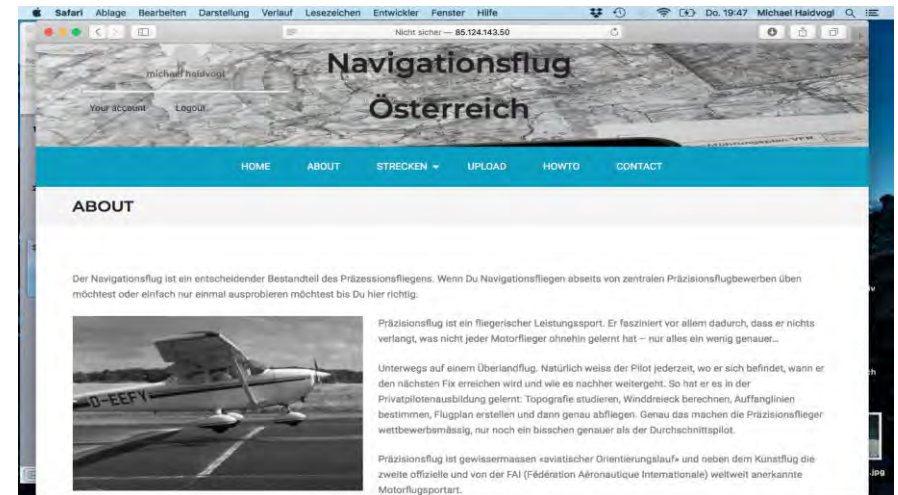 Safari Ablage Bearbeiten Darstellung Verlauf Lesezeichen Entwickler Fenster Hilfe Do. 19:47 Michael Haidvogl
Nicht sicher — 85.124.143.50
michael haidvogl
Navigationsflug
Österreich
Your account Logout
HOME ABOUT STRECKEN UPLOAD HOWTO CONTACT
ABOUT
Der Navigationsflug ist ein entscheidender Bestandteil des Präzessionsfliegens. Wenn Du Navigationsfliegen abseits von zentralen Präzisionsflugbewerben üben
möchtest oder einfach nur einmal ausprobieren möchtest bis Du hier richtig.
Präzisionsflug ist ein fliegerischer Leistungssport. Er fasziniert vor allem dadurch, dass er nichts
verlangt, was nicht jeder Motorflieger ohnehin gelernt hat – nur alles ein wenig genauer...
Unterwegs auf einem Überlandflug. Natürlich weiss der Pilot jederzeit, wo er sich befindet, wann er
den nächsten Fix erreichen wird und wie es nachher weitergeht. So hat er es in der
Privatpilotenausbildung gelernt: Topografie studieren, Winddreieck berechnen, Auffanglinien
bestimmen, Flugplan erstellen und dann genau abfliegen. Genau das machen die Präzisionsflieger
wettbewerbsmässig, nur noch ein bisschen genauer als der Durchschnittspilot.
Präzisionsflug ist gewissermassen «aviatischer Orientierungslauf» und neben dem Kunstflug die
zweite offizielle und von der FAI (Fédération Aéronautique Internationale) weltweit anerkannte
Motorflugsportart.
D-EEFY
.jpg